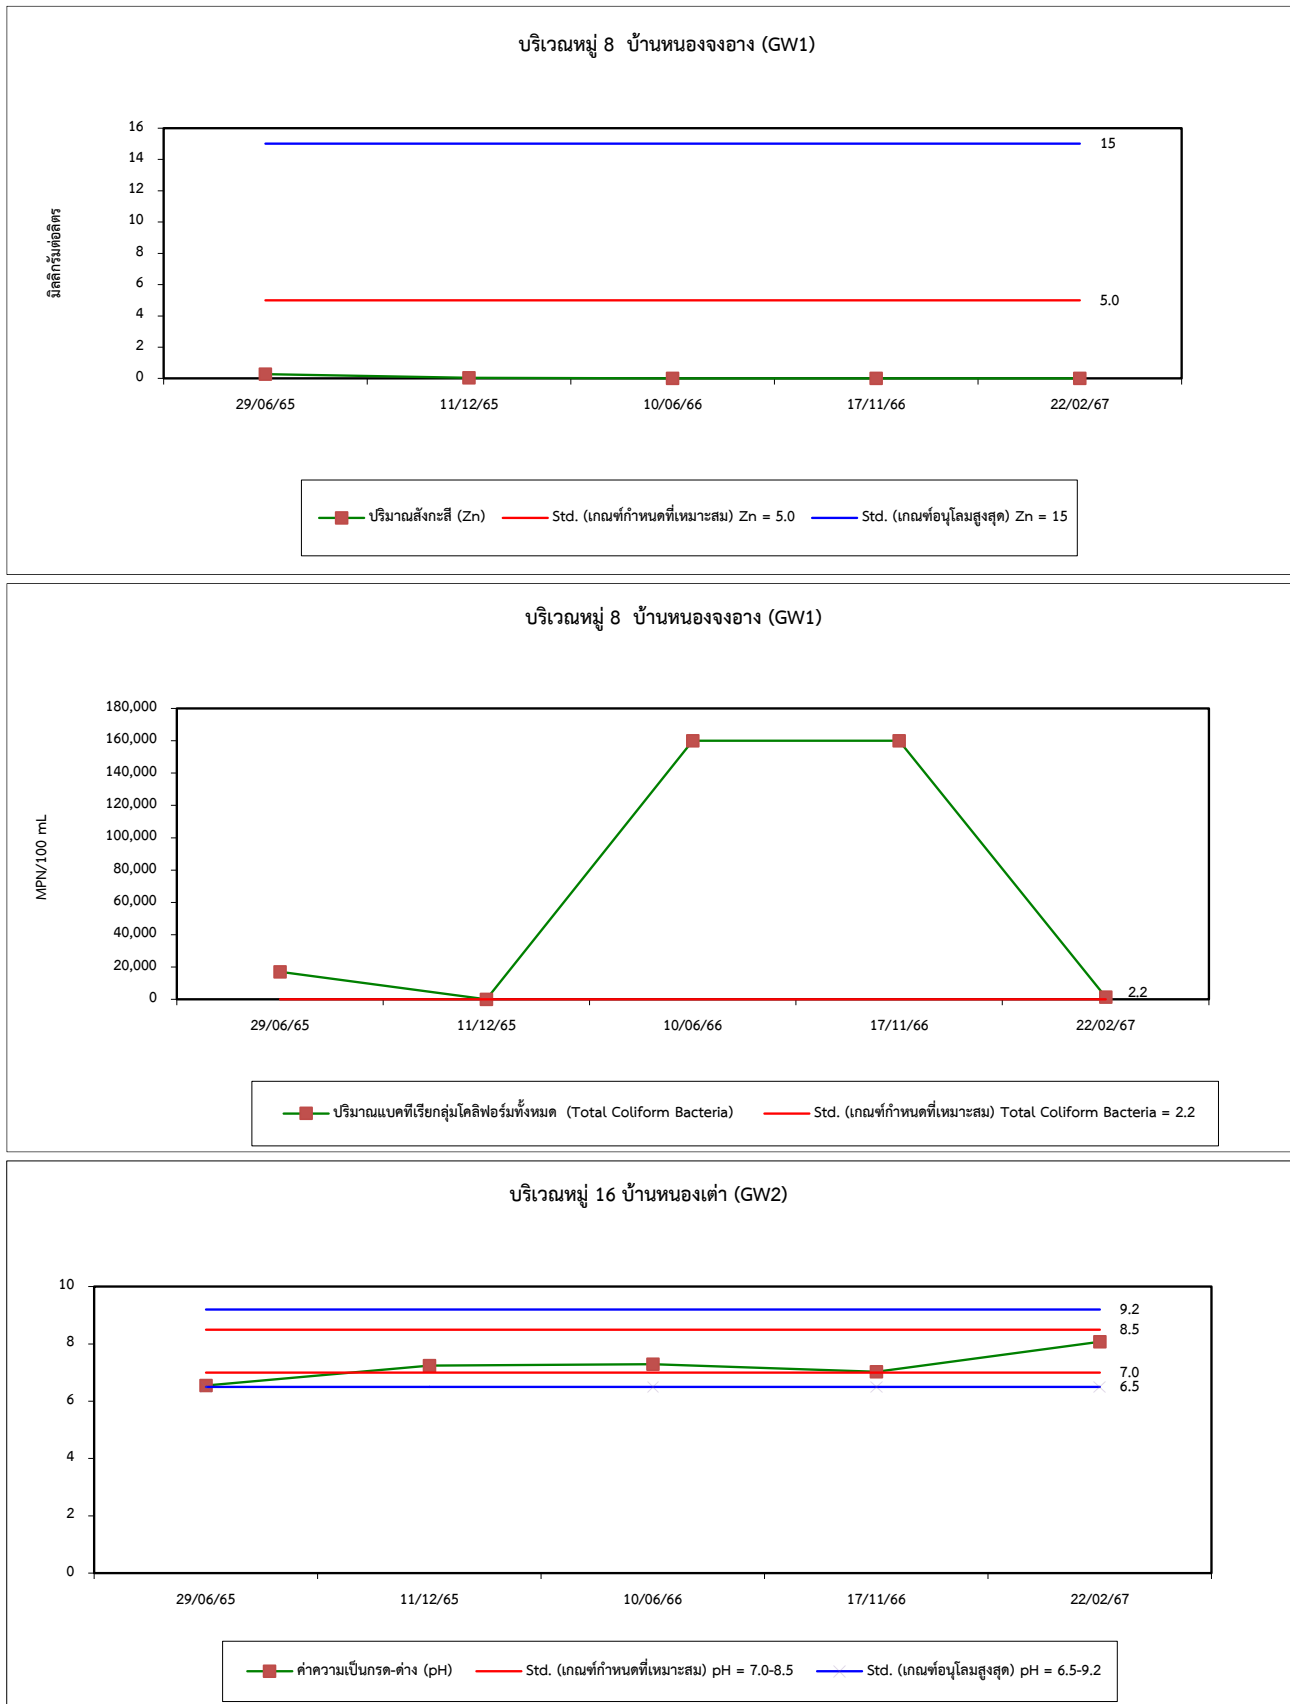 บริเวณหมู่ 8  บ้านหนองจงอาง (GW1)
มิลลิกรัมต่อลิตร
16
14
12
10
8
6
4
2
0
15
5.0
29/06/65 11/12/65 10/06/66 17/11/66 22/02/67
ปริมาณสังกะสี (Zn) Std. (เกณฑ์กำหนดที่เหมาะสม) Zn = 5.0 Std. (เกณฑ์อนุโลมสูงสุด) Zn = 15
บริเวณหมู่ 8  บ้านหนองจงอาง (GW1)
MPN/100 mL
180,000
160,000
140,000
120,000
100,000
80,000
60,000
40,000
20,000
0
2.2
29/06/65 11/12/65 10/06/66 17/11/66 22/02/67
ปริมาณแบคทีเรียกลุ่มโคลิฟอร์มทั้งหมด  (Total Coliform Bacteria) Std. (เกณฑ์กำหนดที่เหมาะสม) Total Coliform Bacteria = 2.2
บริเวณหมู่ 16 บ้านหนองเต่า (GW2)
10
8
6
4
2
0
9.2
8.5
7.0
6.5
29/06/65 11/12/65 10/06/66 17/11/66 22/02/67
ค่าความเป็นกรด-ด่าง (pH) Std. (เกณฑ์กำหนดที่เหมาะสม) pH = 7.0-8.5 Std. (เกณฑ์อนุโลมสูงสุด) pH = 6.5-9.2